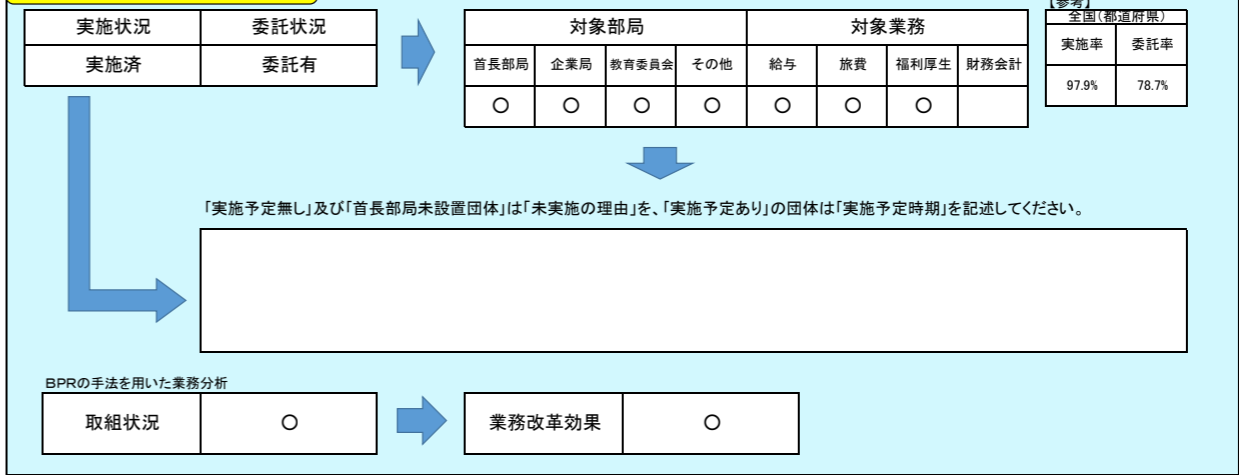 【参考】
実施状況 委託状況 対象部局 対象業務 全国(都道府県)
実施済 委託有 首長部局 企業局 教育委員会 その他 給与 旅費 福利厚生 財務会計 実施率 委託率
○ ○ ○ ○ ○ ○ ○ 97.9% 78.7%
「実施予定無し」及び「首長部局未設置団体」は「未実施の理由」を、「実施予定あり」の団体は「実施予定時期」を記述してください。
BPRの手法を用いた業務分析
取組状況 ○ 業務改革効果 ○